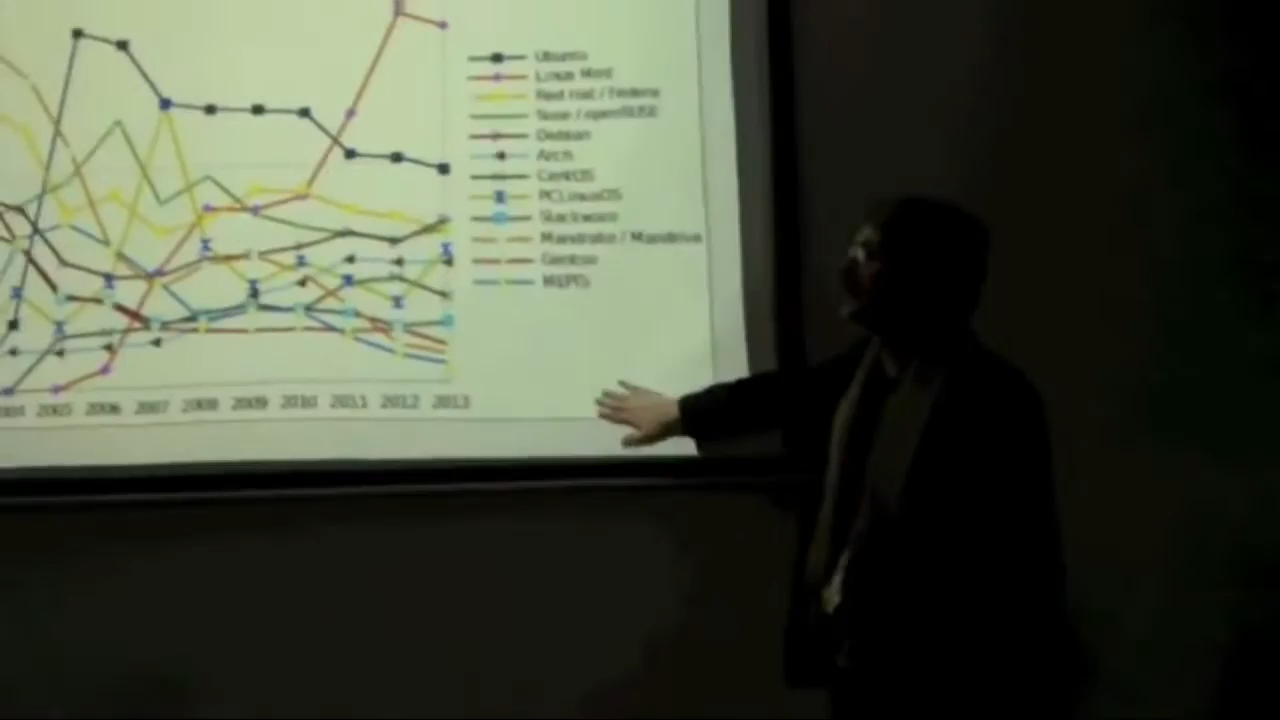 Ubuntu
Linux Mint
Red Hat / Fedora
Suse / openSUSE
Debian
Arch
CentOS
PCLinuxOS
Slackware
Mandrake / Mandriva
Gentoo
MEPIS
2005 2006 2007 2008 2009 2010 2011 2012 2013